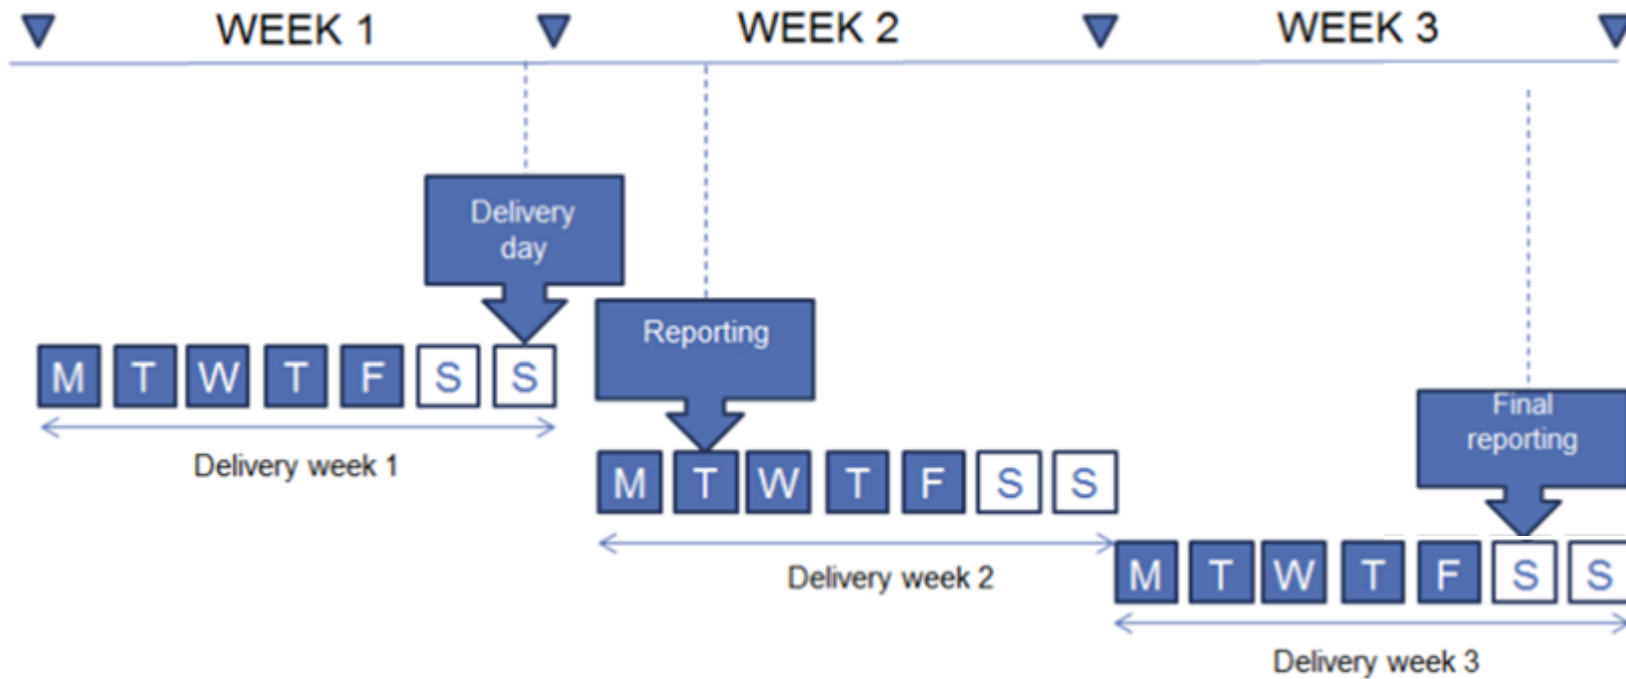 WEEK 1 WEEK 2 WEEK 3
Delivery
day
Reporting
M T W T F S S
Delivery week 1
Final
reporting
M T W T F S S
Delivery week 2
M T W T F S S
Delivery week 3